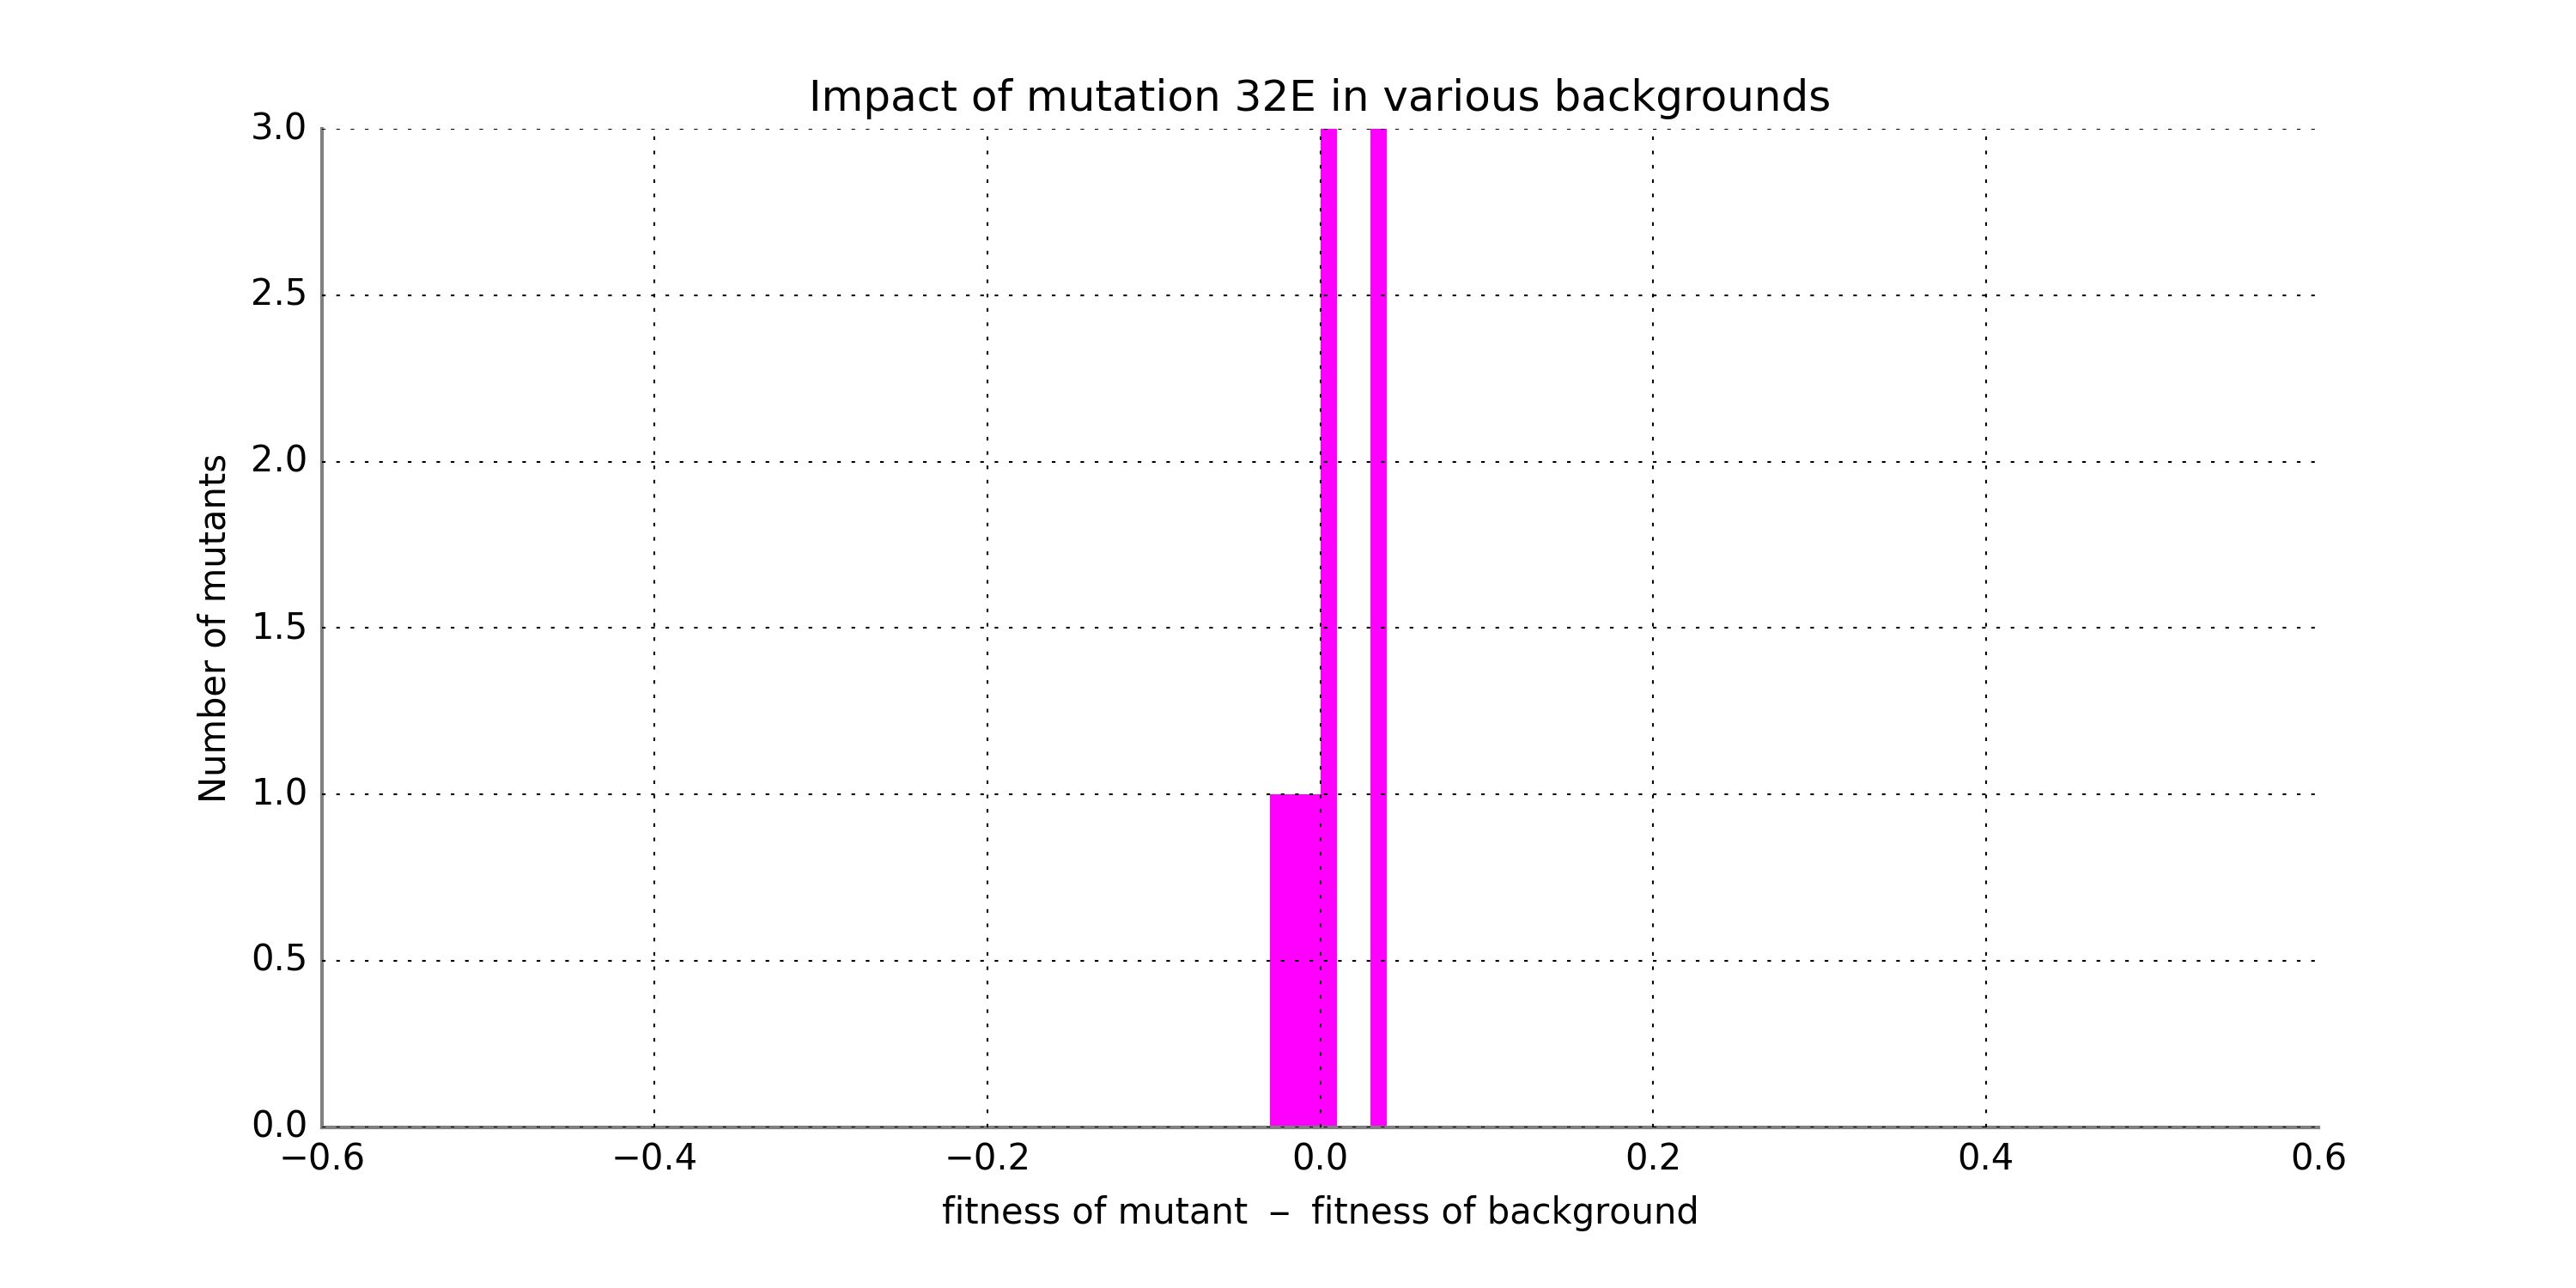 Impact of mutation 32E in various backgrounds
3.0
2.5
2.0
1.5
1.0
0.5
0.0
Number of mutants
−0.6 −0.4 −0.2 0.0 0.2 0.4 0.6
fitness of mutant − fitness of background